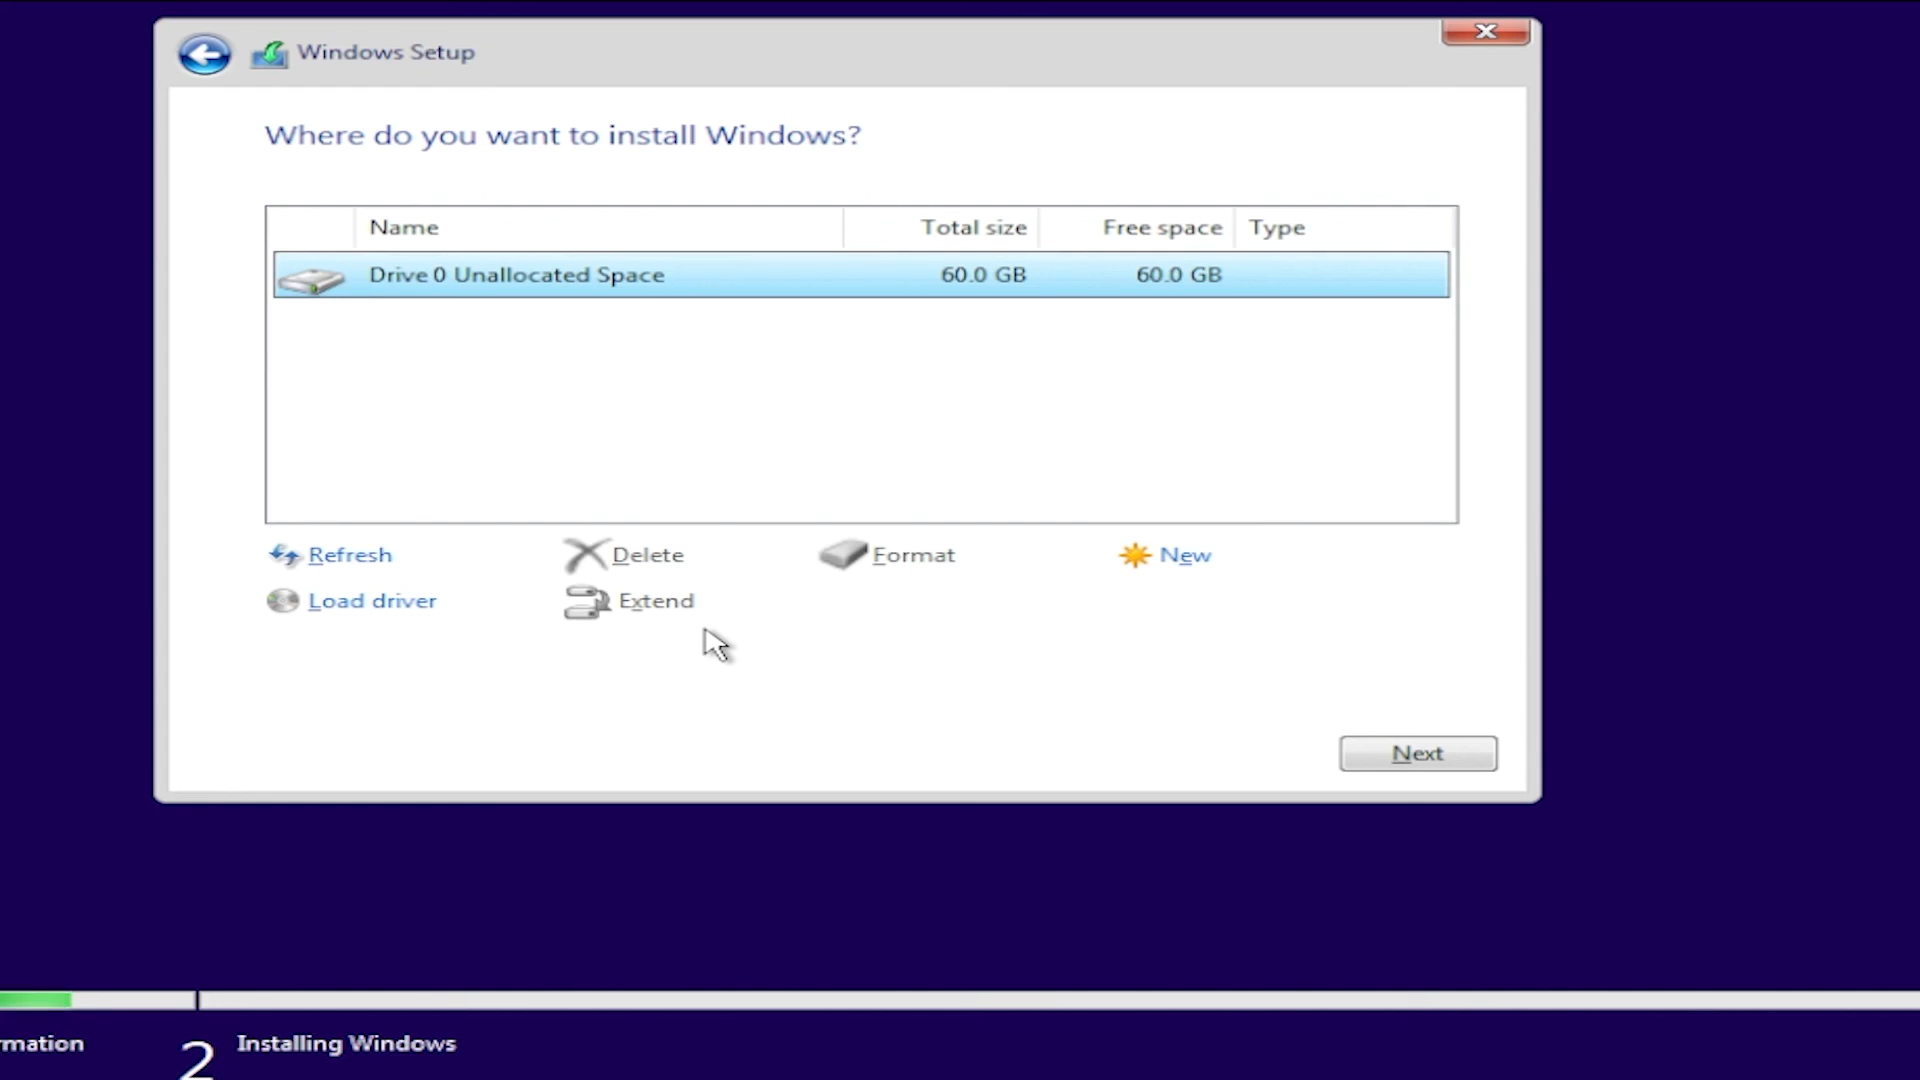 Windows Setup
Where do you want to install Windows?
Name Total size Free space Type
Drive 0 Unallocated Space 60.0 GB 60.0 GB
Refresh Delete Format New
Load driver Extend
Next
rmation 2 Installing Windows